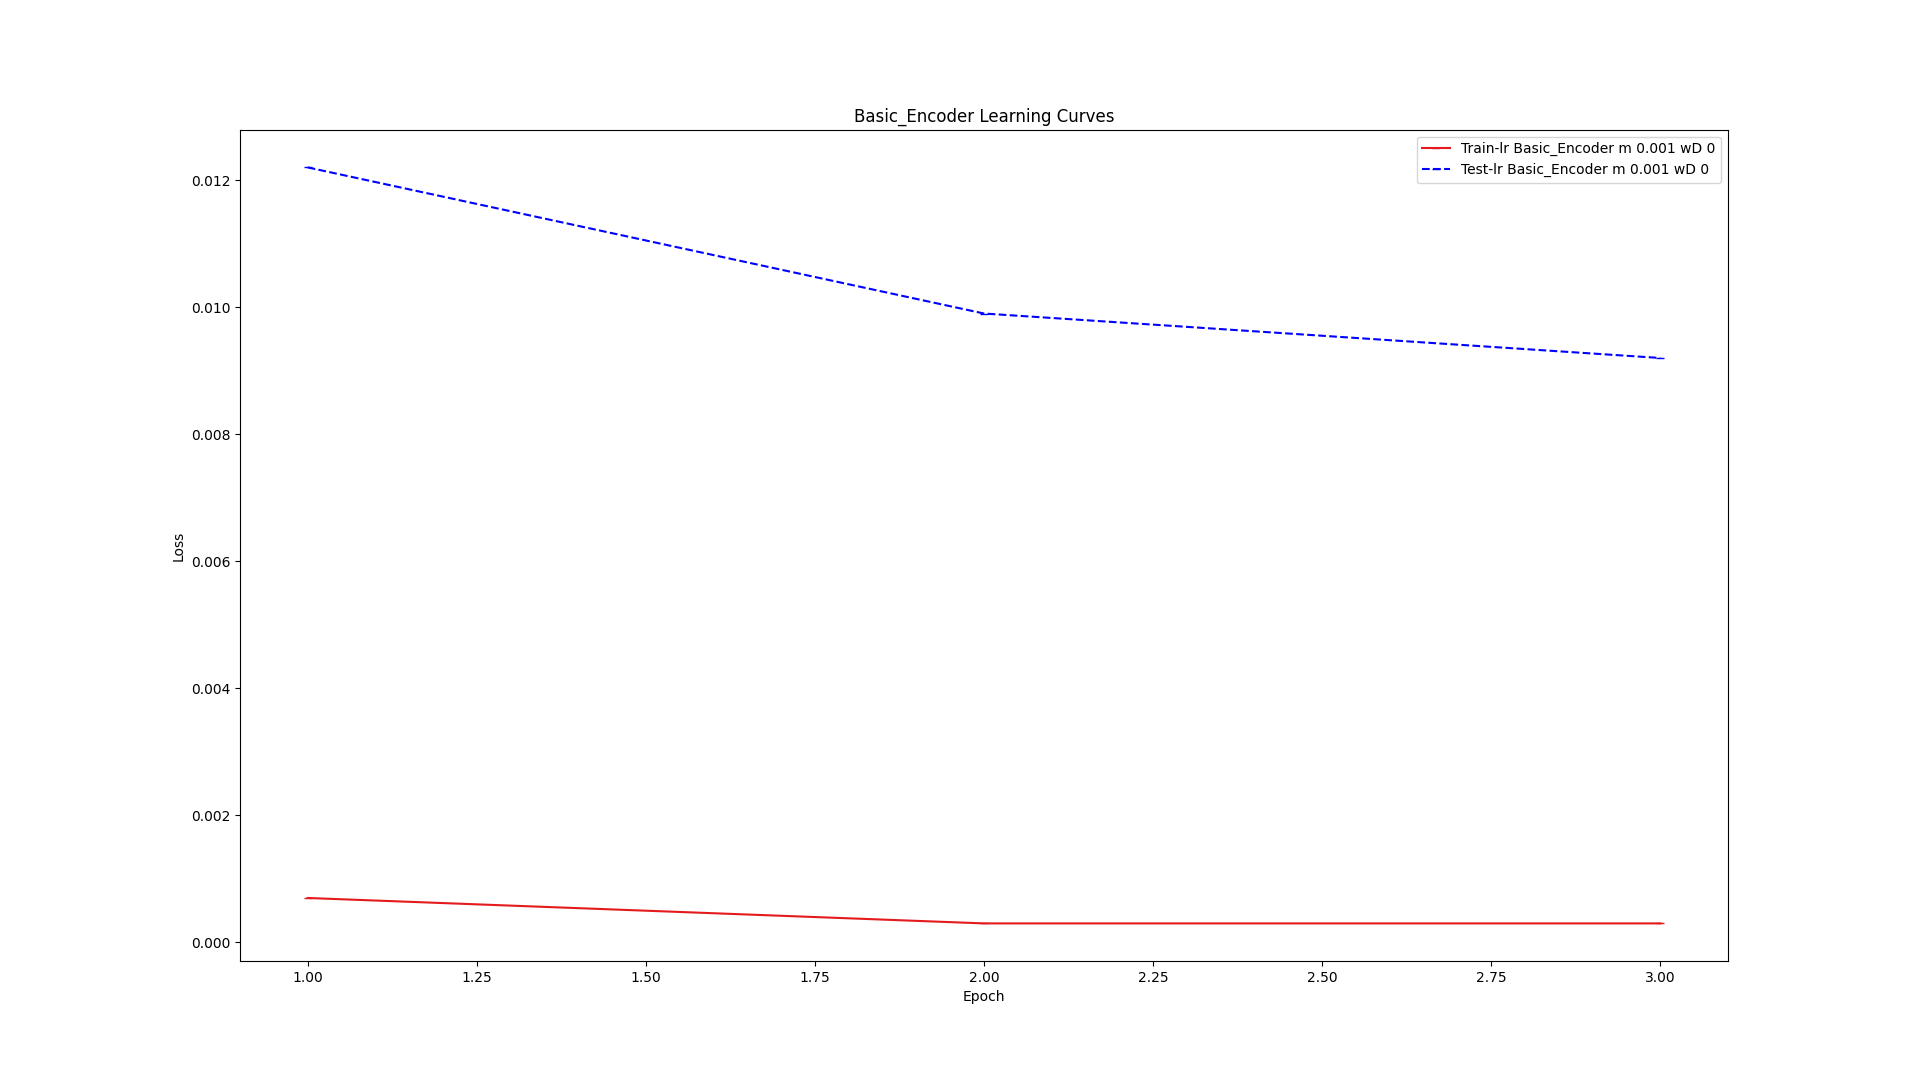 Basic_Encoder Learning Curves
Train-lr Basic_Encoder m 0.001 wD 0
Test-lr Basic_Encoder m 0.001 wD 0
0.012
0.010
0.008
0.006
0.004
0.002
0.000
Loss
1.00 1.25 1.50 1.75 2.00 2.25 2.50 2.75 3.00
Epoch